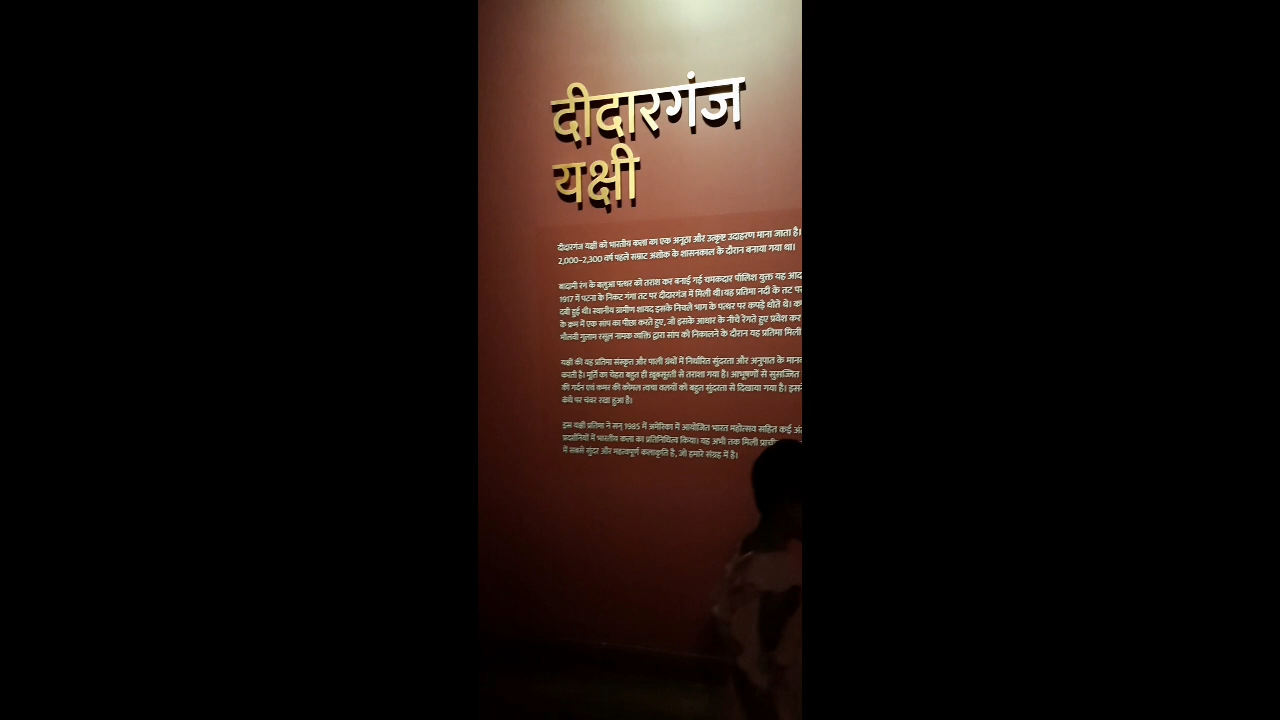 दीदारगंज
यक्षी
दीदारगंज यक्षी को भारतीय कला का एक अनूठा और उत्कृष्ट उदाहरण माना जाता है।
2,000–2,300 वर्ष पहले सम्राट अशोक के शासनकाल के दौरान बनाया गया था।
बादामी रंग के बलुआ पत्थर को तराश कर बनाई गई चमकदार पॉलिश युक्त यह
1917 में पटना के निकट गंगा तट पर दीदारगंज में मिली थी।यह प्रतिमा नदी के तट पर
दबी हुई थी। स्थानीय ग्रामीण शायद इसके निचले भाग के पत्थर पर कपड़े धोते थे।
के क्रम में एक सांप का पीछा करते हुए, जो इसके आधार के नीचे रेंगते हुए प्रवेश कर
मौलवी गुलाम रसूल नामक व्यक्ति द्वारा सांप को निकालने के दौरान यह प्रतिमा मिली
यक्षी की यह प्रतिमा संस्कृत और पाली ग्रंथों में निर्धारित सुंदरता और अनुपात के
करती है। मूर्ति का चेहरा बहुत ही ख़ूबसूरती से तराशा गया है। आभूषणों से सुसज्जित
की गर्दन एवं कमर की कोमल त्वचा वलयों को बहुत सुंदरता से दिखाया गया है।
कंधे पर चंवर रखा हुआ है।
इस यक्षी प्रतिमा ने सन् 1985 में अमेरिका में आयोजित भारत महोत्सव सहित कई
प्रदर्शनियों में भारतीय कला का प्रतिनिधित्व किया। यह अभी तक मिली
में सबसे सुंदर और महत्वपूर्ण कलाकृति है, जो हमारे संग्रह में है।